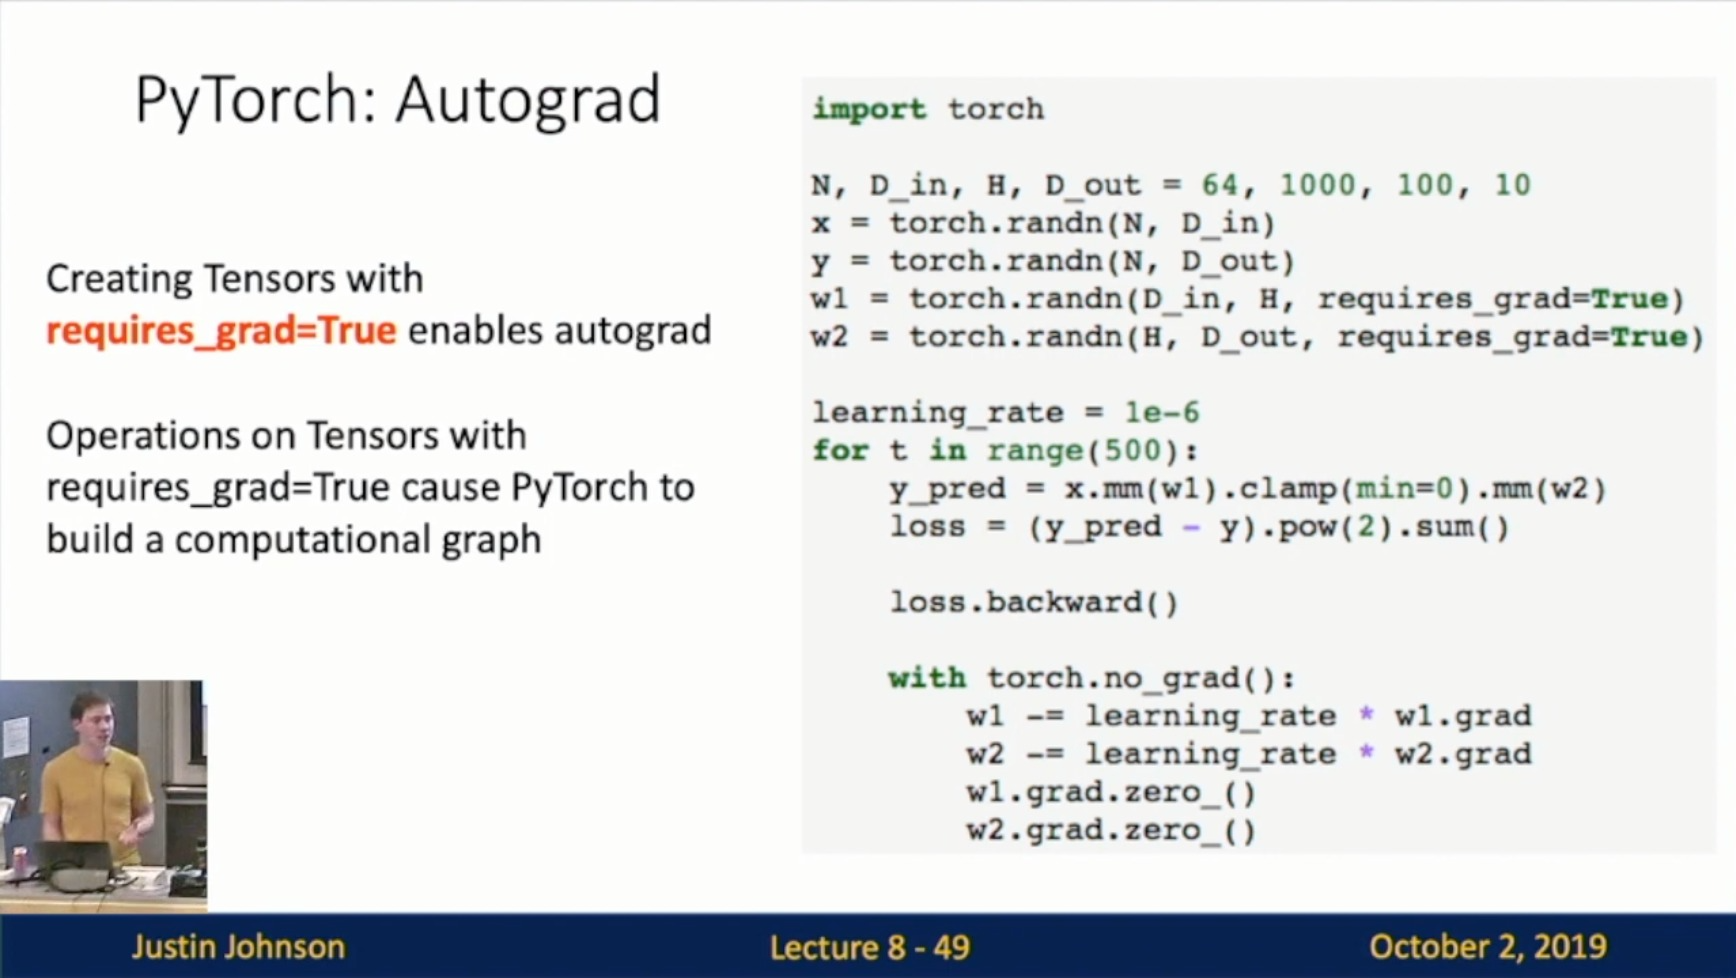 PyTorch: Autograd
Creating Tensors with
requires_grad=True enables autograd
Operations on Tensors with
requires_grad=True cause PyTorch to
build a computational graph
import torch
N, D_in, H, D_out = 64, 1000, 100, 10
x = torch.randn(N, D_in)
y = torch.randn(N, D_out)
w1 = torch.randn(D_in, H, requires_grad=True)
w2 = torch.randn(H, D_out, requires_grad=True)
learning_rate = 1e-6
for t in range(500):
    y_pred = x.mm(w1).clamp(min=0).mm(w2)
    loss = (y_pred - y).pow(2).sum()
    loss.backward()
    with torch.no_grad():
        w1 -= learning_rate * w1.grad
        w2 -= learning_rate * w2.grad
        w1.grad.zero_()
        w2.grad.zero_()
Justin Johnson
Lecture 8 - 49
October 2, 2019